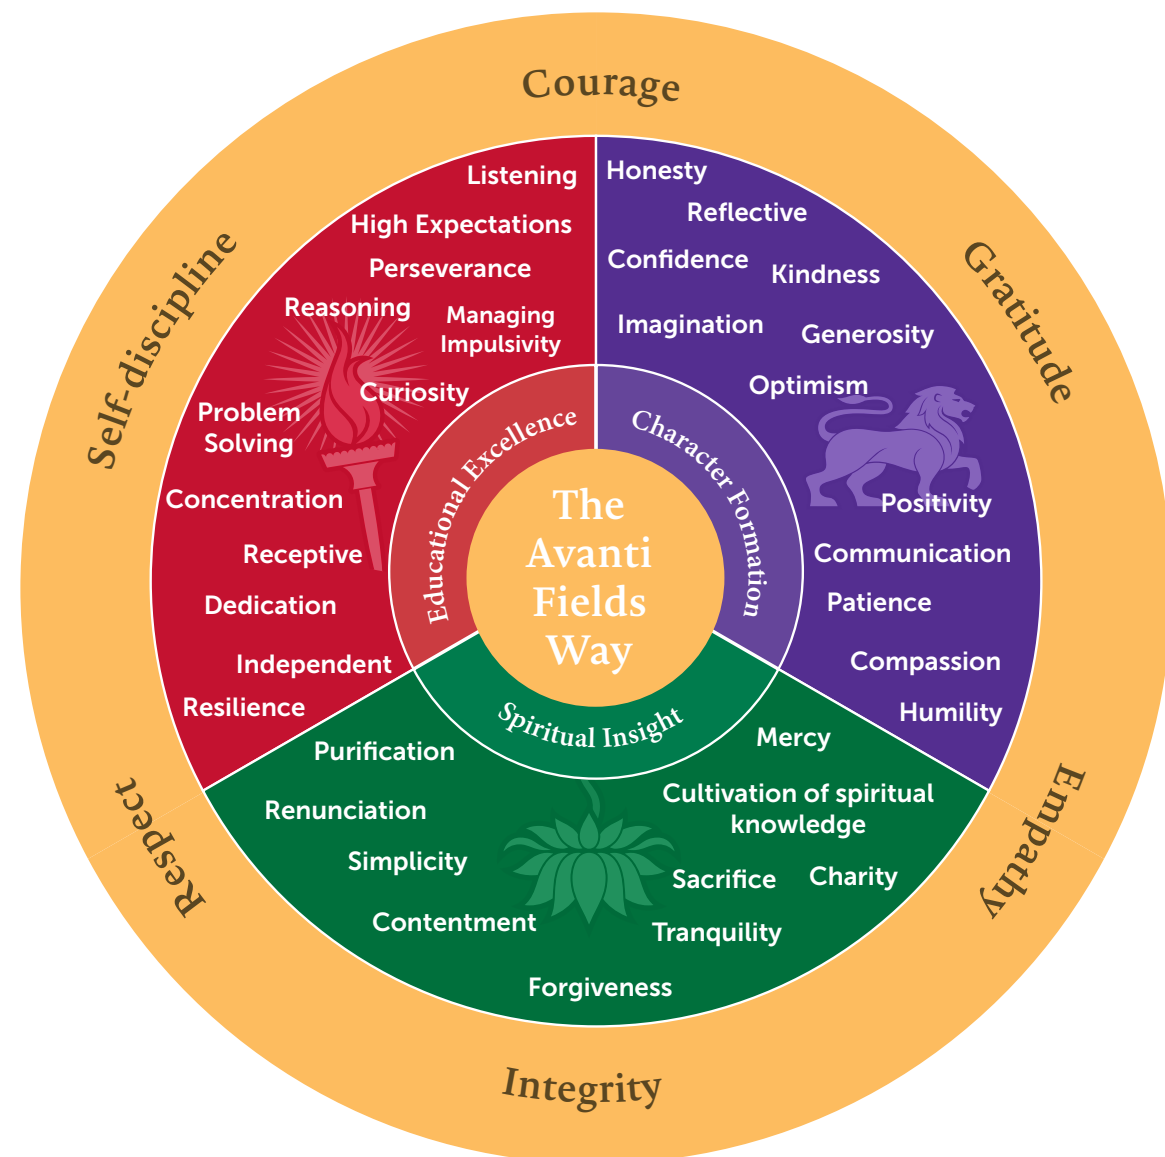 Courage
Gratitude
Empathy
Integrity
Respect
Self-discipline
Listening
High Expectations
Perseverance
Reasoning
Managing
Impulsivity
Curiosity
Problem
Solving
Concentration
Receptive
Dedication
Independent
Resilience
Honesty
Reflective
Confidence
Kindness
Imagination
Generosity
Optimism
Positivity
Communication
Patience
Compassion
Humility
Educational Excellence
Character Formation
Spiritual Insight
The
Avanti
Fields
Way
Purification
Mercy
Renunciation
Cultivation of spiritual
knowledge
Simplicity
Sacrifice
Charity
Contentment
Tranquility
Forgiveness